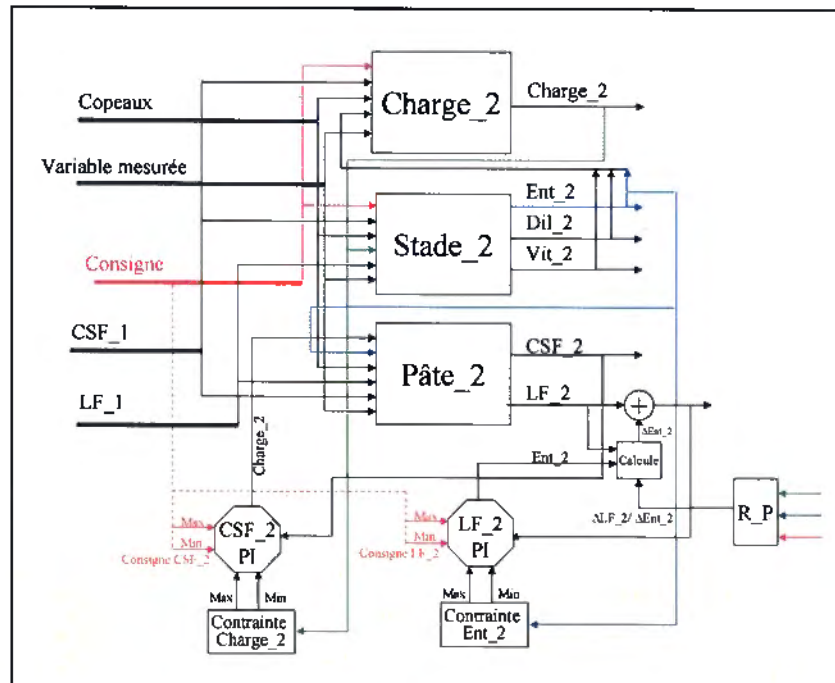 Charge_2
Copeaux
Charge_2
Variable mesurée
Ent_2
Dil_2
Stade_2
Vit_2
Consigne
CSF_1
CSF_2
Pâte_2
LF_2
LF_1
ΔEnt_2
Charge_2
Ent_2
Calcule
ΔLF_2/ ΔEnt_2
R_P
Max
Min
CSF_2
PI
Consigne CSF_2
Max
Min
LF_2
PI
Consigne LF_2
Max
Min
Max
Min
Contrainte
Charge_2
Contrainte
Ent_2